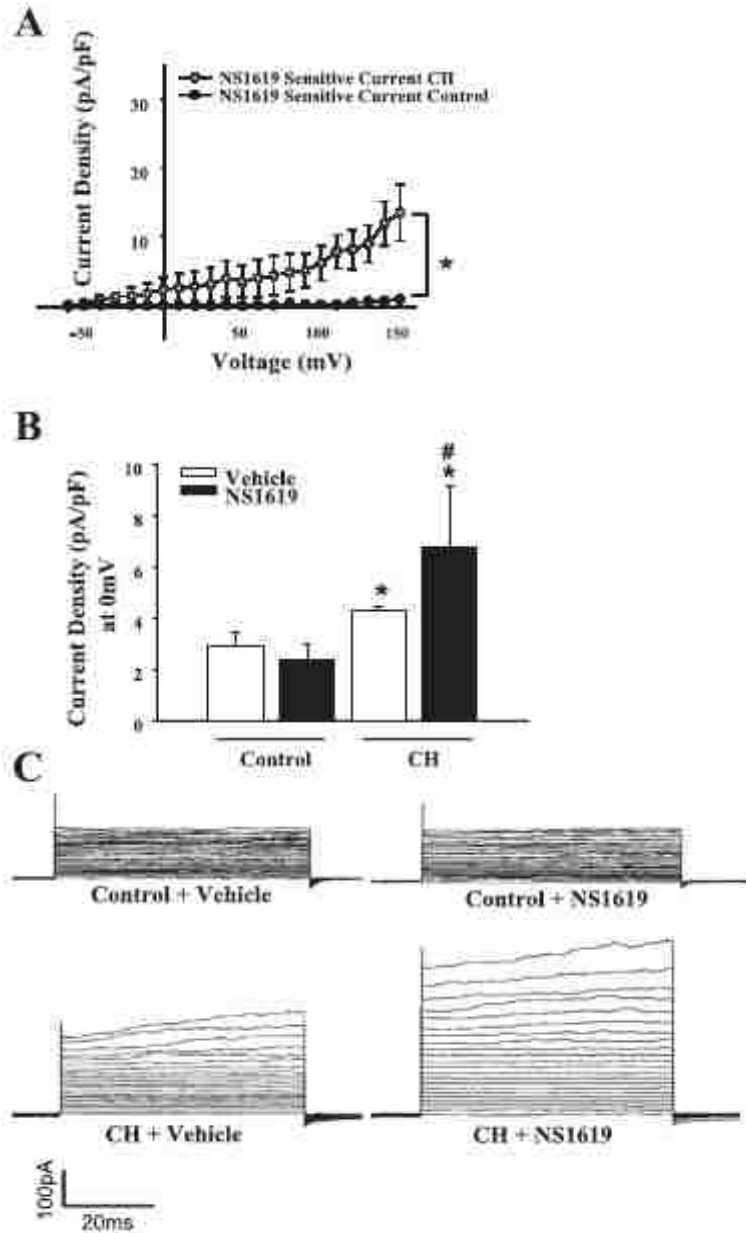 A
NS1619 Sensitive Current CH
NS1619 Sensitive Current Control
Current Density (pA/pF)
30
20
10
*
-50
50
100
150
Voltage (mV)
B
Current Density (pA/pF)
at 0mV
10
8
6
4
2
0
Vehicle
NS1619
#
*
*
Control
CH
C
Control + Vehicle
Control + NS1619
CH + Vehicle
CH + NS1619
100pA
20ms